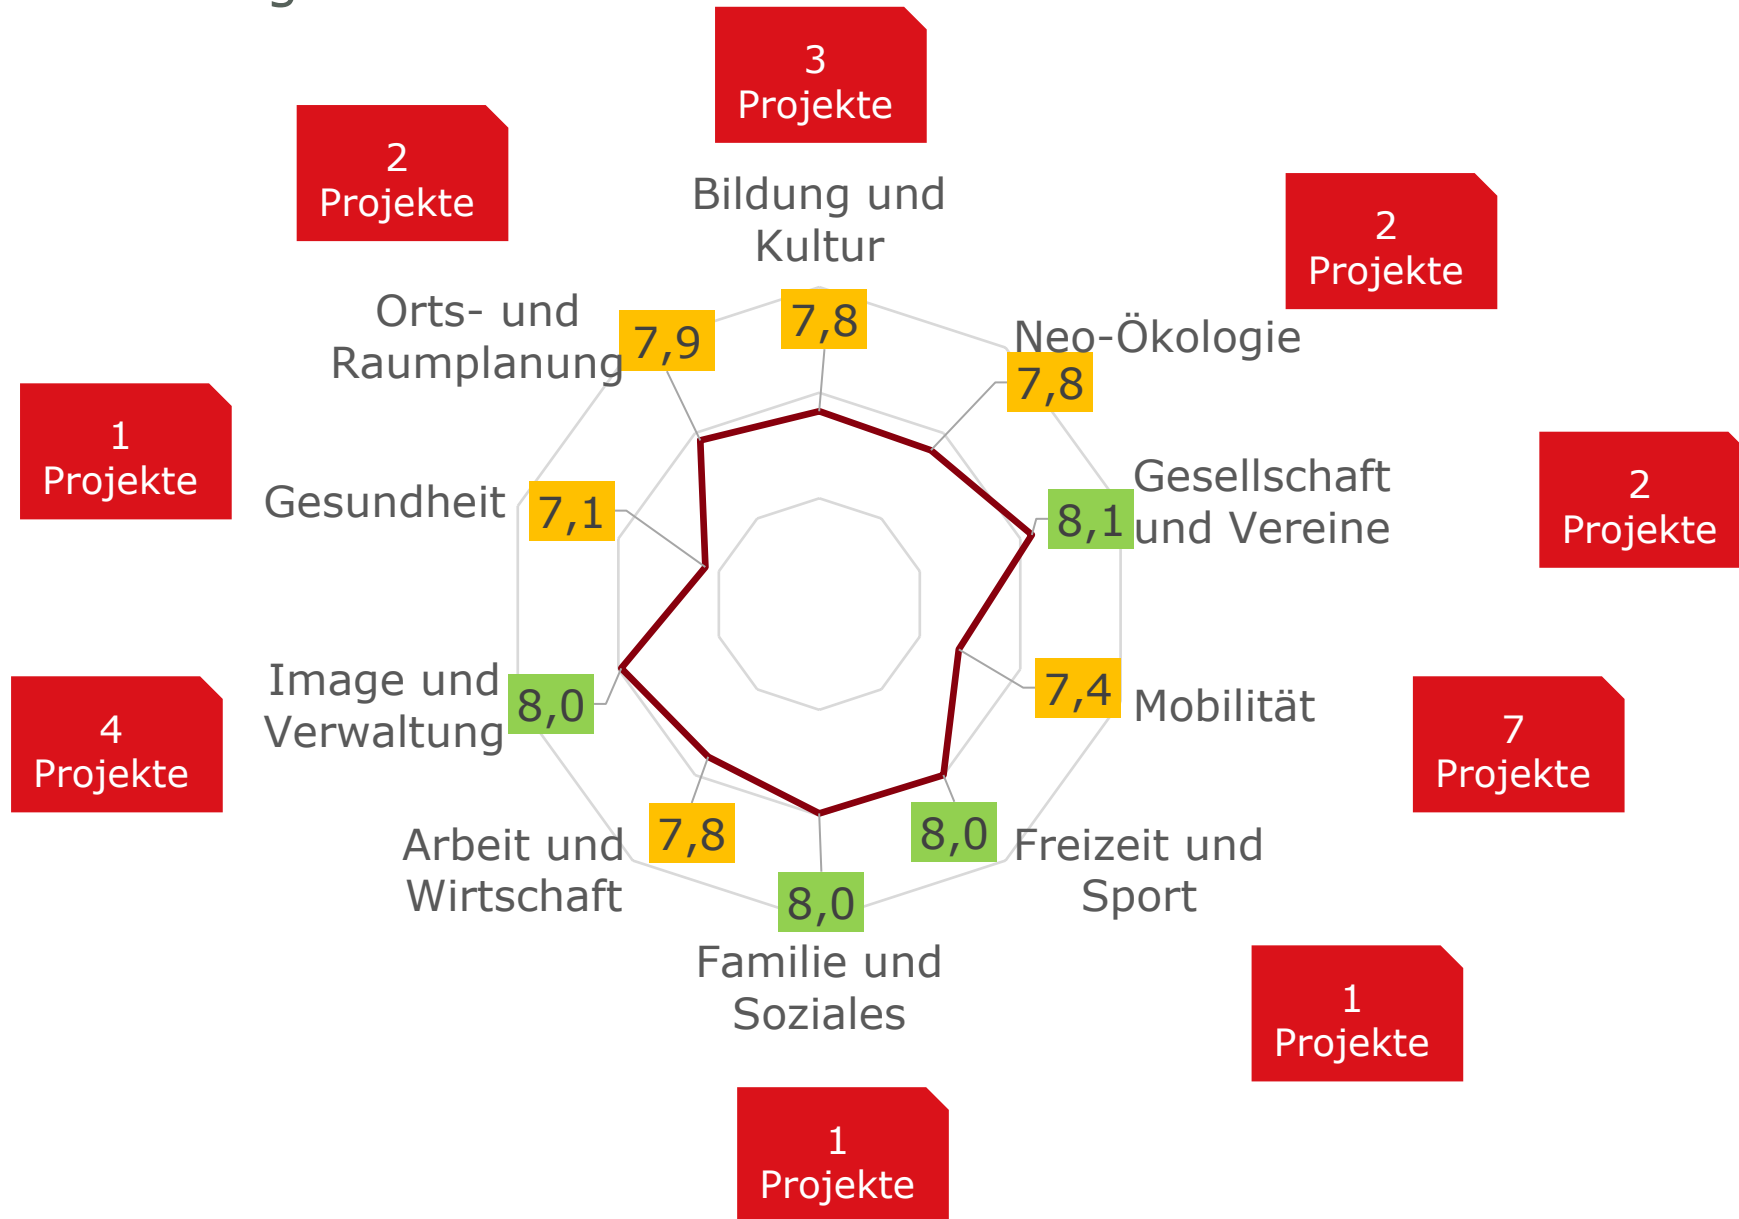 g
3
Projekte
2
Projekte
Bildung und
Kultur
2
Projekte
Orts- und
Raumplanung
7,9
7,8
Neo-Ökologie
7,8
1
Projekte
Gesundheit
7,1
Gesellschaft
und Vereine
8,1
2
Projekte
Image und
Verwaltung
8,0
7,4
Mobilität
4
Projekte
7
Projekte
Arbeit und
Wirtschaft
7,8
8,0
Freizeit und
Sport
8,0
Familie und
Soziales
1
Projekte
1
Projekte